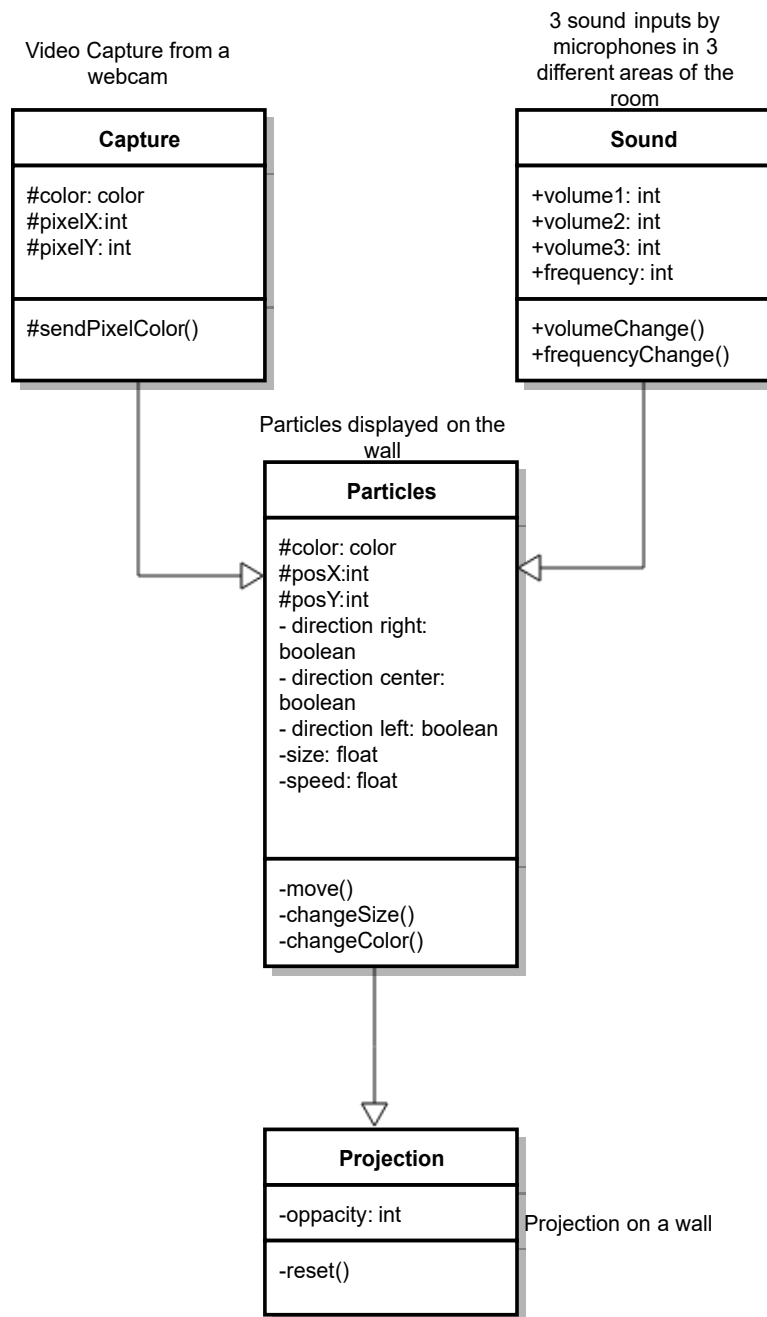 Video Capture from a
webcam
3 sound inputs by
microphones in 3
different areas of the
room
Capture
#color: color
#pixelX:int
#pixelY: int
#sendPixelColor()
Sound
+volume1: int
+volume2: int
+volume3: int
+frequency: int
+volumeChange()
+frequencyChange()
Particles displayed on the
wall
Particles
#color: color
#posX:int
#posY:int
- direction right:
boolean
- direction center:
boolean
- direction left: boolean
-size: float
-speed: float
-move()
-changeSize()
-changeColor()
Projection
-oppacity: int
-reset()
Projection on a wall